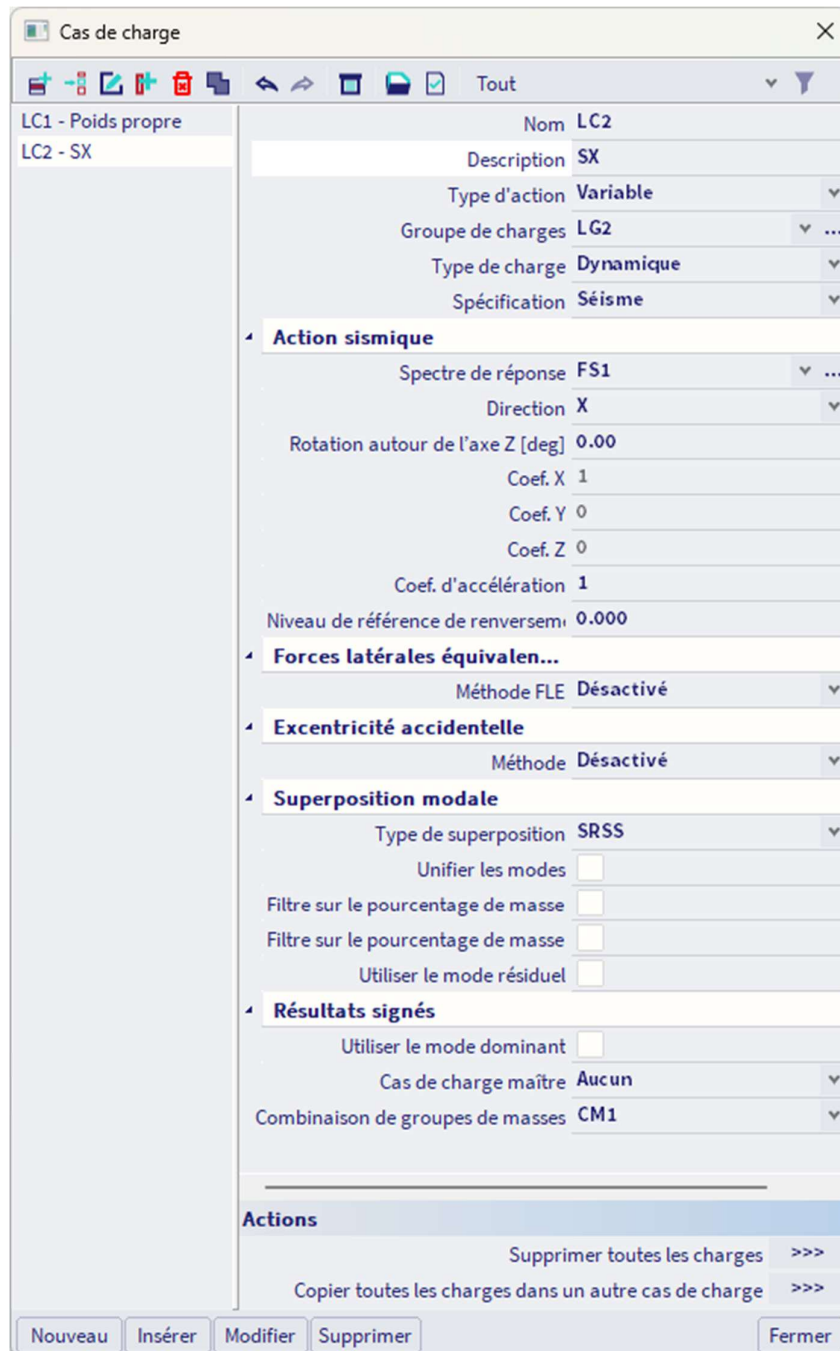 Cas de charge
Tout
LC1 - Poids propre
LC2 - SX
Nom LC2
Description SX
Type d'action Variable
Groupe de charges LG2 ...
Type de charge Dynamique
Spécification Séisme
Action sismique
Spectre de réponse FS1 ...
Direction X
Rotation autour de l'axe Z [deg] 0.00
Coef. X 1
Coef. Y 0
Coef. Z 0
Coef. d'accélération 1
Niveau de référence de renversem 0.000
Forces latérales équivalen...
Méthode FLE Désactivé
Excentricité accidentelle
Méthode Désactivé
Superposition modale
Type de superposition SRSS
Unifier les modes
Filtre sur le pourcentage de masse
Filtre sur le pourcentage de masse
Utiliser le mode résiduel
Résultats signés
Utiliser le mode dominant
Cas de charge maître Aucun
Combinaison de groupes de masses CM1
Actions
Supprimer toutes les charges >>>
Copier toutes les charges dans un autre cas de charge >>>
Nouveau Insérer Modifier Supprimer Fermer